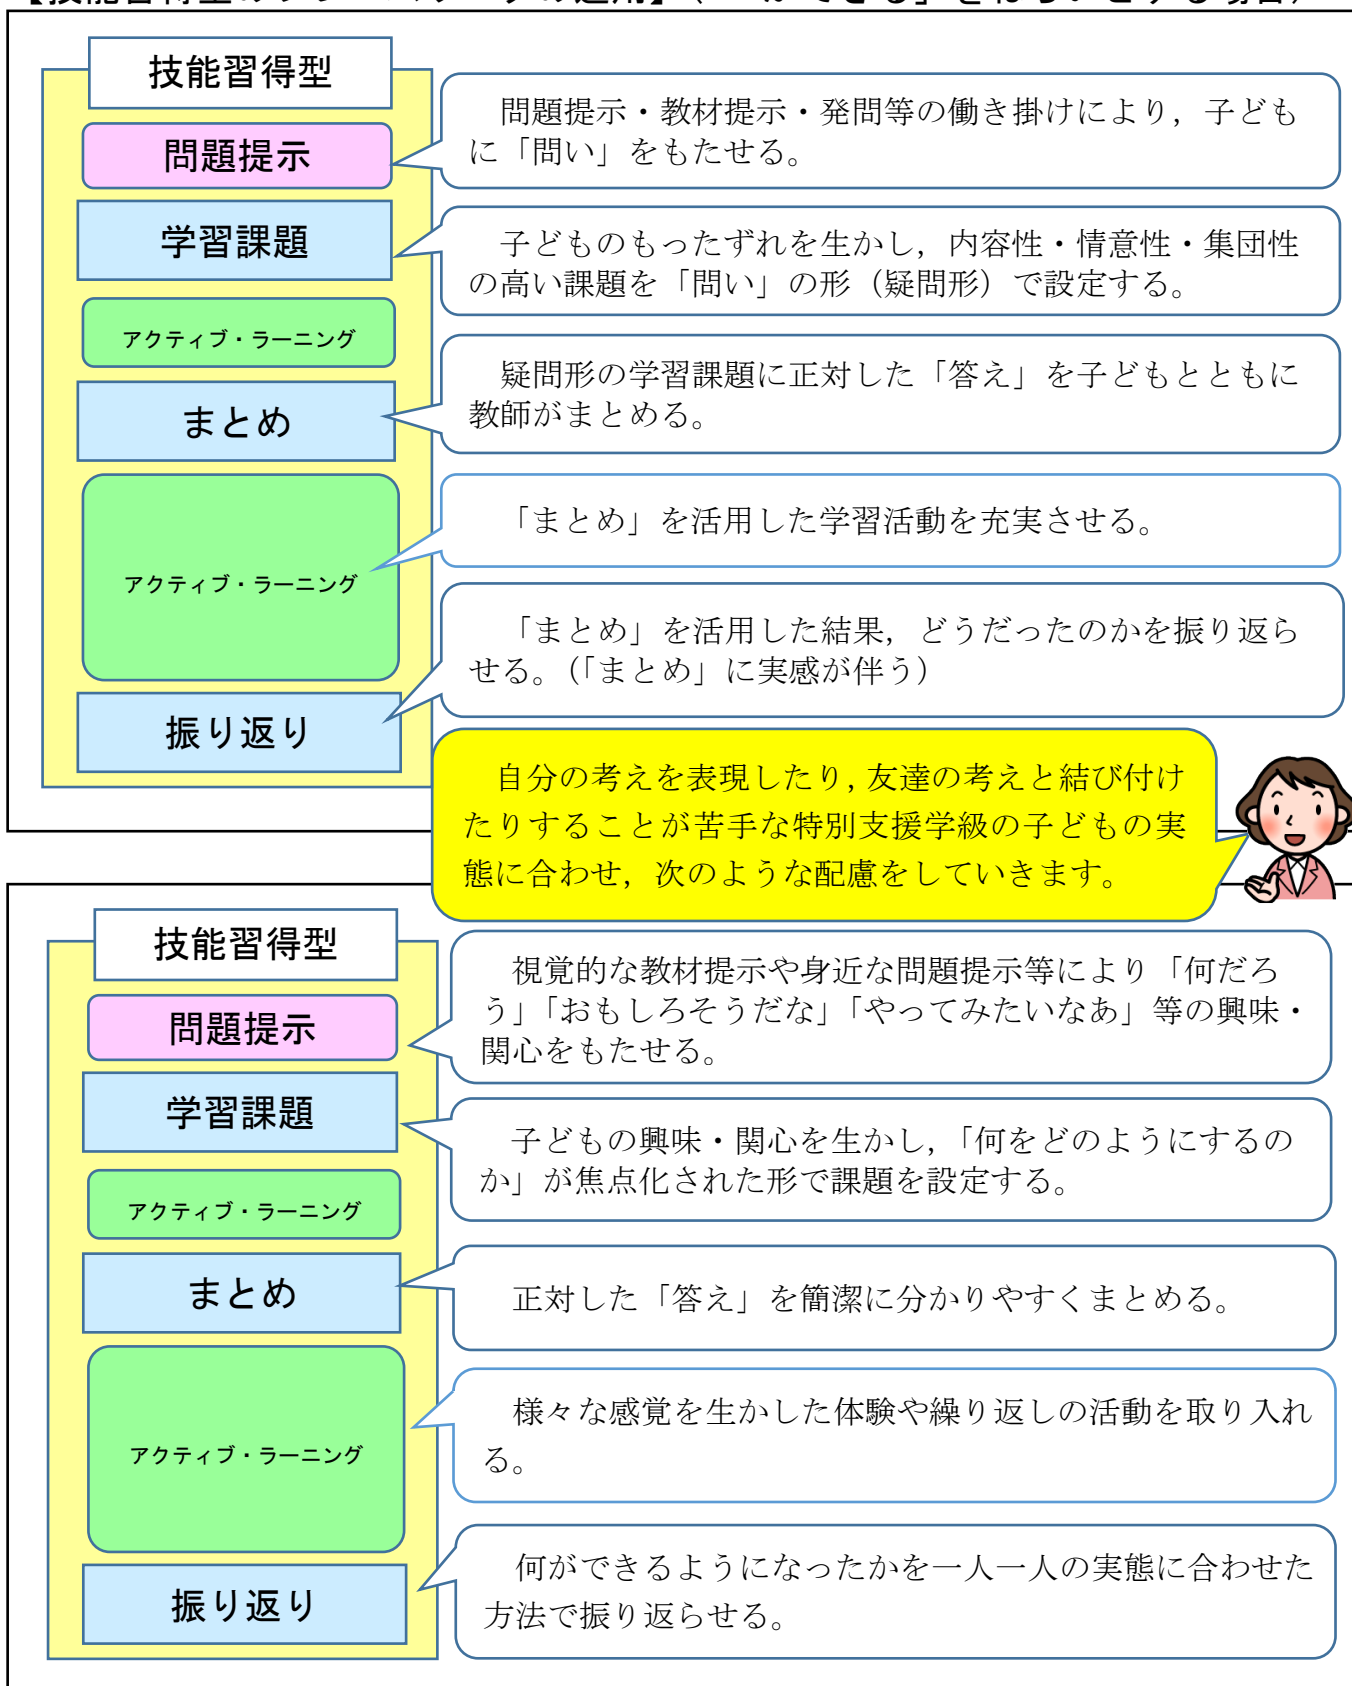 技能習得型
問題提示
問題提示・教材提示・発問等の働き掛けにより，子ども
に「問い」をもたせる。
学習課題
子どものもったずれを生かし，内容性・情意性・集団性
の高い課題を「問い」の形（疑問形）で設定する。
アクティブ・ラーニング
まとめ
疑問形の学習課題に正対した「答え」を子どもとともに
教師がまとめる。
アクティブ・ラーニング
「まとめ」を活用した学習活動を充実させる。
振り返り
「まとめ」を活用した結果，どうだったのかを振り返ら
せる。（「まとめ」に実感が伴う）
自分の考えを表現したり，友達の考えと結び付け
たりすることが苦手な特別支援学級の子どもの実
態に合わせ，次のような配慮をしていきます。
技能習得型
問題提示
視覚的な教材提示や身近な問題提示等により「何だろ
う」「おもしろそうだな」「やってみたいなあ」等の興味・
関心をもたせる。
学習課題
子どもの興味・関心を生かし，「何をどのようにするの
か」が焦点化された形で課題を設定する。
アクティブ・ラーニング
まとめ
正対した「答え」を簡潔に分かりやすくまとめる。
アクティブ・ラーニング
様々な感覚を生かした体験や繰り返しの活動を取り入れ
る。
振り返り
何ができるようになったかを一人一人の実態に合わせた
方法で振り返らせる。